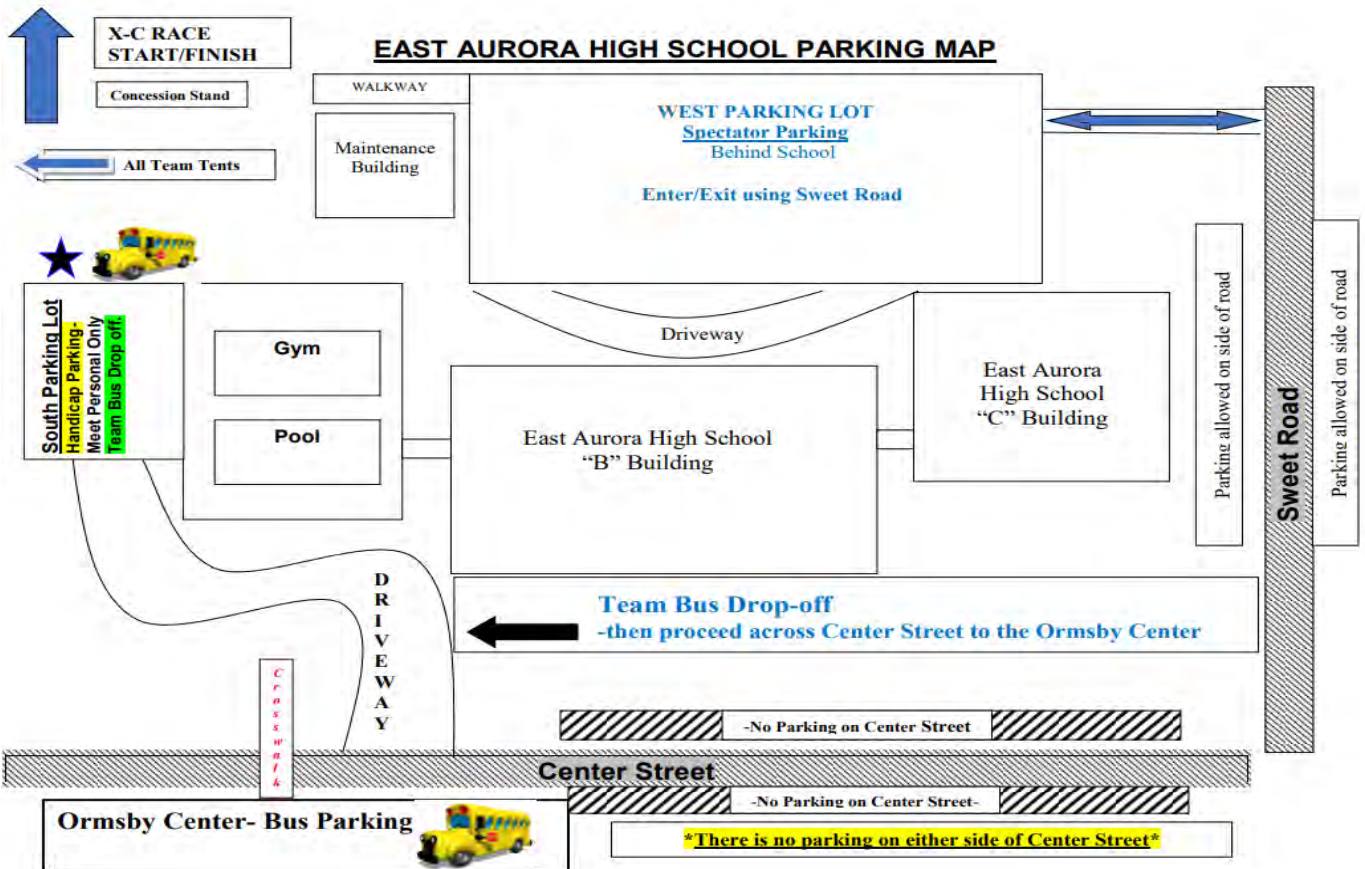 X-C RACE
START/FINISH
EAST AURORA HIGH SCHOOL PARKING MAP
Concession Stand
WALKWAY
WEST PARKING LOT
Spectator Parking
Behind School
Enter/Exit using Sweet Road
Maintenance
Building
All Team Tents
South Parking Lot
Handicap Parking-
Meet Personal Only
Team Bus Drop off.
Gym
Pool
Driveway
East Aurora High School
“B” Building
East Aurora
High School
“C” Building
Parking allowed on side of road
Sweet Road
Parking allowed on side of road
DRIVEWAY
Team Bus Drop-off
-then proceed across Center Street to the Ormsby Center
Crosswalk
-No Parking on Center Street
Center Street
-No Parking on Center Street-
Ormsby Center- Bus Parking
*There is no parking on either side of Center Street*